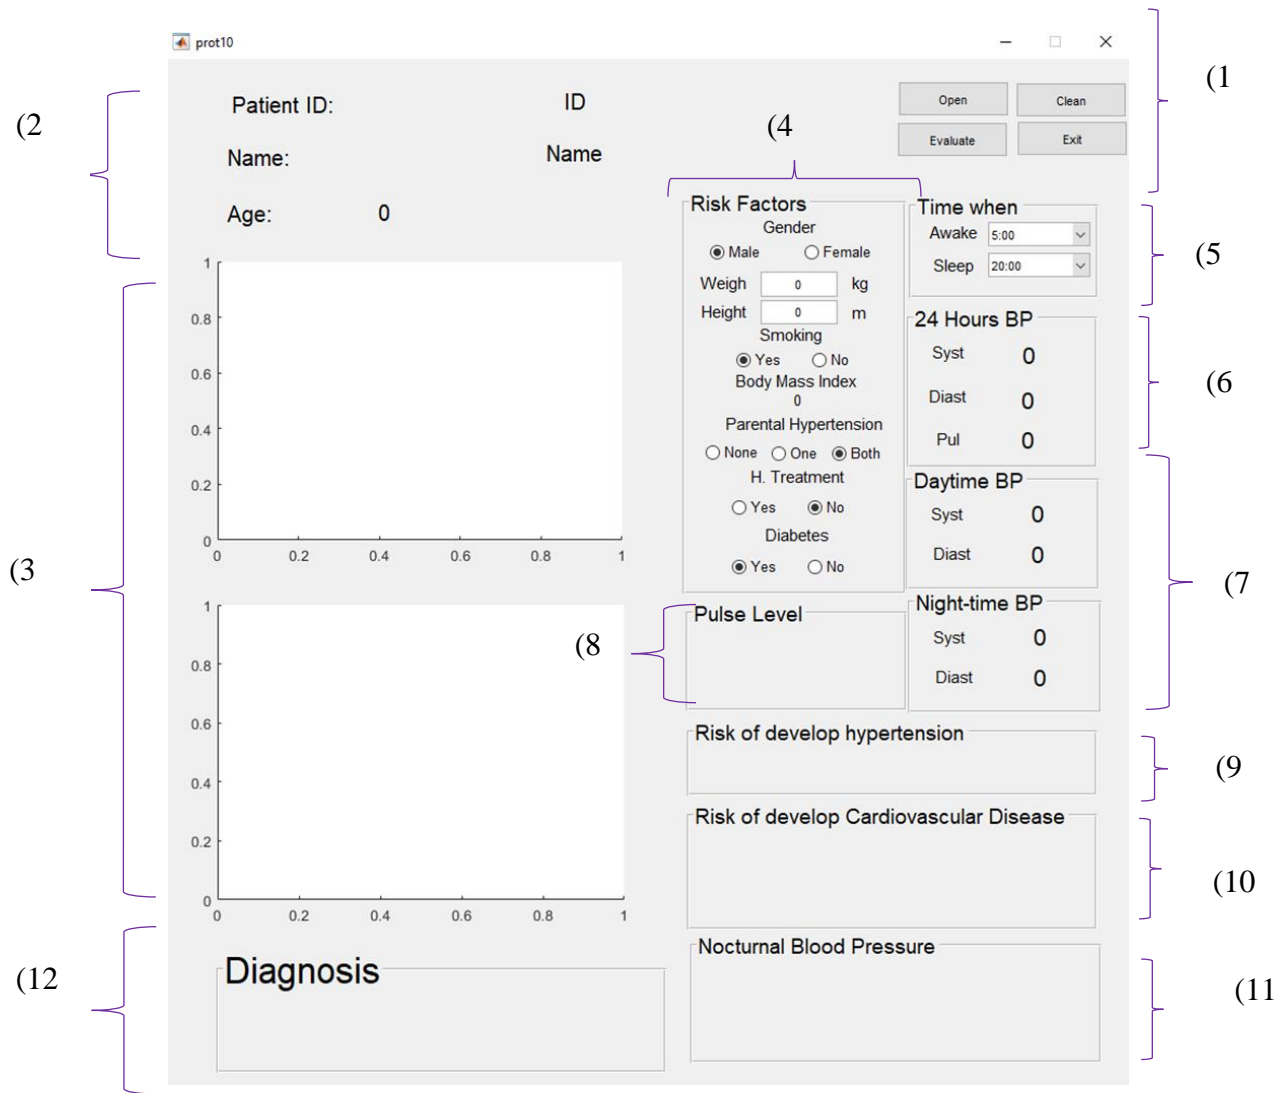 (1
prot10
(2
Patient ID: ID
Open Clean
(4
Evaluate Exit
Name: Name
Age: 0
Risk Factors
Gender
Male Female
Weigh 0 kg
Height 0 m
Smoking
Yes No
Body Mass Index
0
Parental Hypertension
None One Both
H. Treatment
Yes No
Diabetes
Yes No
Time when
Awake 5:00
Sleep 20:00
(5
24 Hours BP
Syst 0
Diast 0
Pul 0
(6
Daytime BP
Syst 0
Diast 0
(7
Night-time BP
Syst 0
Diast 0
1
0.8
0.6
0.4
0.2
0
0 0.2 0.4 0.6 0.8 1
(3
1
0.8
0.6
0.4
0.2
0
0 0.2 0.4 0.6 0.8 1
(8
Pulse Level
Risk of develop hypertension
(9
Risk of develop Cardiovascular Disease
(10
Nocturnal Blood Pressure
(11
(12
Diagnosis